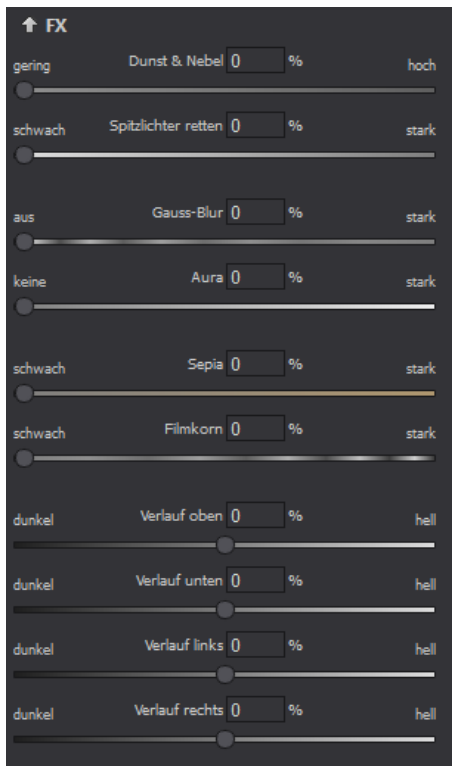 FX
Dunst & Nebel 0 %
gering hoch
Spitzlichter retten 0 %
schwach stark
Gauss-Blur 0 %
aus stark
Aura 0 %
keine stark
Sepia 0 %
schwach stark
Filmkorn 0 %
schwach stark
Verlauf oben 0 %
dunkel hell
Verlauf unten 0 %
dunkel hell
Verlauf links 0 %
dunkel hell
Verlauf rechts 0 %
dunkel hell